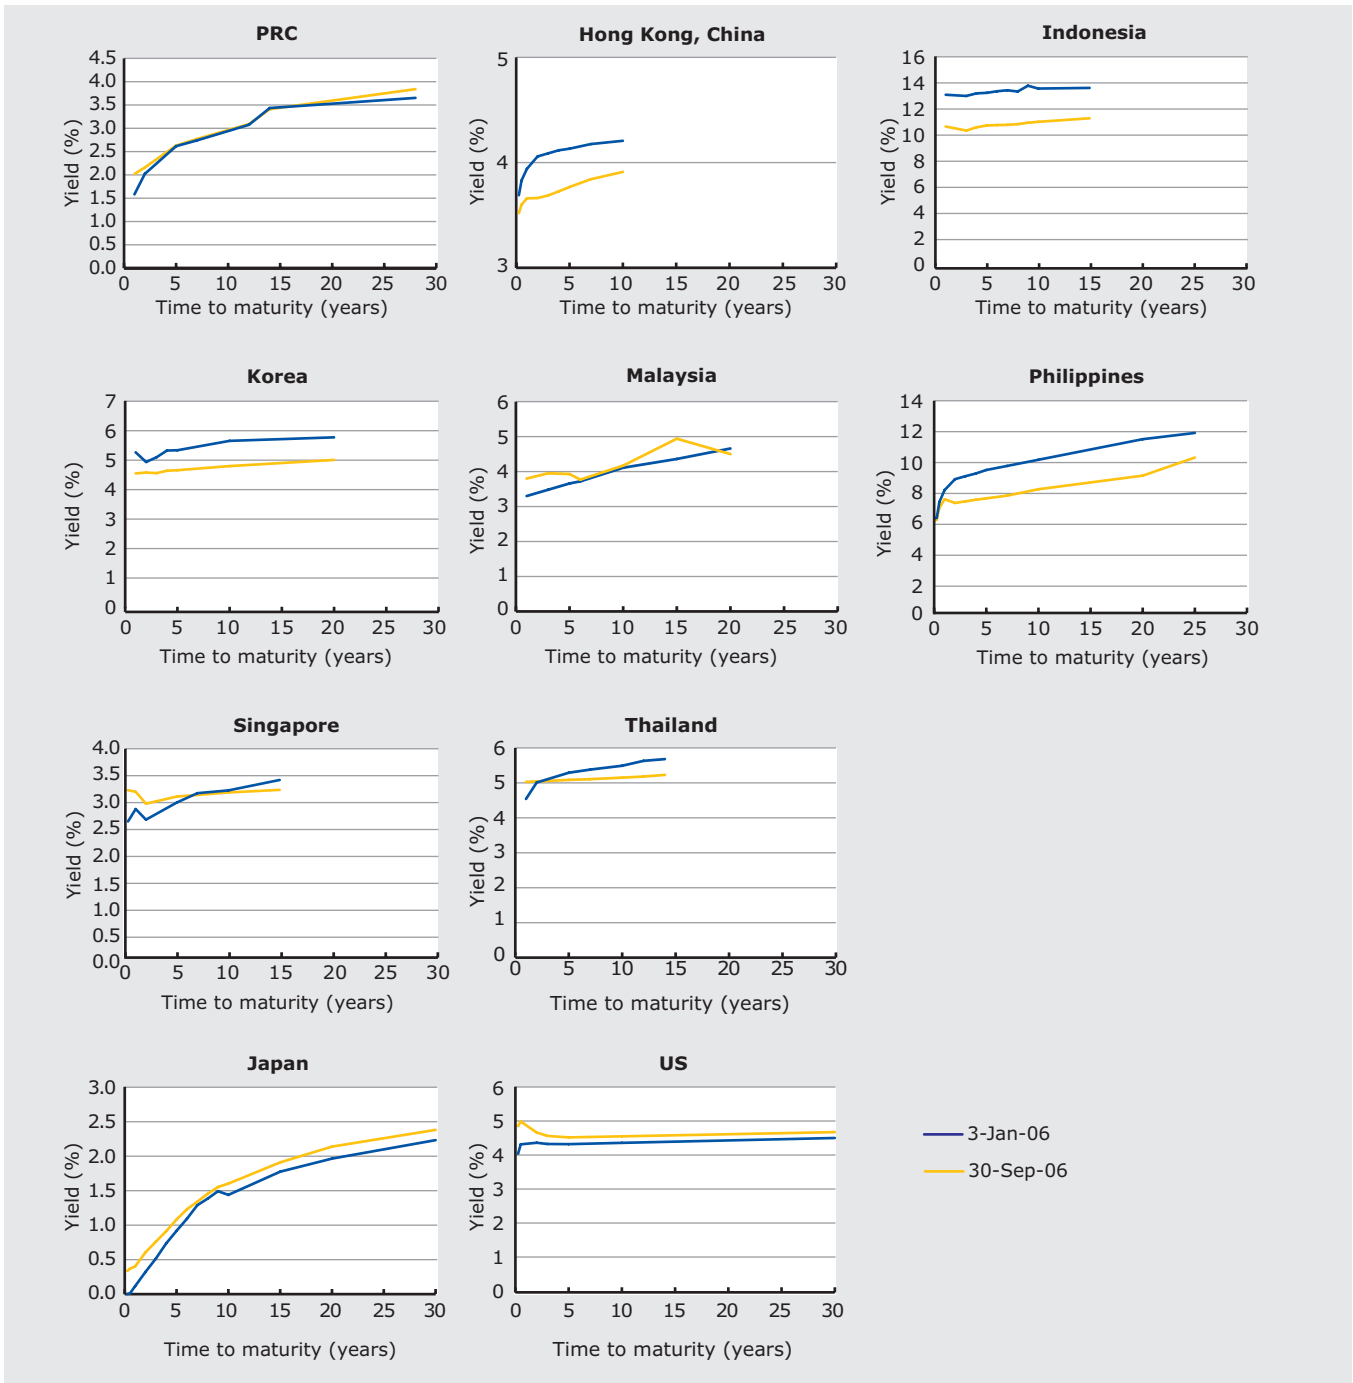 PRC
4.5
4.0
3.5
3.0
2.5
2.0
1.5
1.0
0.5
0.0
Yield (%)
0 5 10 15 20 25 30
Time to maturity (years)
Hong Kong, China
5
4
3
Yield (%)
0 5 10 15 20 25 30
Time to maturity (years)
Indonesia
16
14
12
10
8
6
4
2
0
Yield (%)
0 5 10 15 20 25 30
Time to maturity (years)
Korea
7
6
5
4
3
2
1
0
Yield (%)
0 5 10 15 20 25 30
Time to maturity (years)
Malaysia
6
5
4
3
2
1
0
Yield (%)
0 5 10 15 20 25 30
Time to maturity (years)
Philippines
14
12
10
8
6
4
2
0
Yield (%)
0 5 10 15 20 25 30
Time to maturity (years)
Singapore
4.0
3.5
3.0
2.5
2.0
1.5
1.0
0.5
0.0
Yield (%)
0 5 10 15 20 25 30
Time to maturity (years)
Thailand
6
5
4
3
2
1
0
Yield (%)
0 5 10 15 20 25 30
Time to maturity (years)
Japan
3.0
2.5
2.0
1.5
1.0
0.5
0.0
Yield (%)
0 5 10 15 20 25 30
Time to maturity (years)
US
6
5
4
3
2
1
0
Yield (%)
0 5 10 15 20 25 30
Time to maturity (years)
3-Jan-06
30-Sep-06